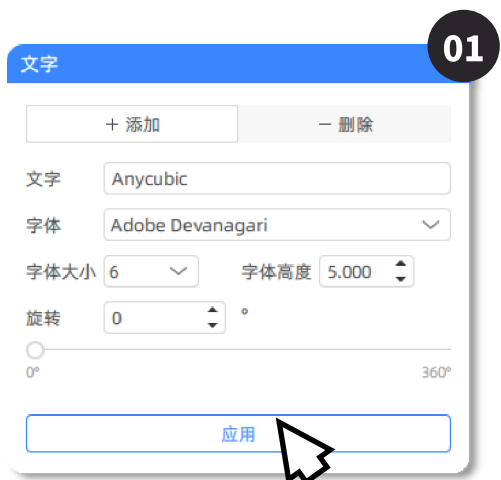 01
文字
+ 添加 — 删除
文字 Anycubic
字体 Adobe Devanagari
字体大小 6 字体高度 5.000
旋转 0 °
0° 360°
应用